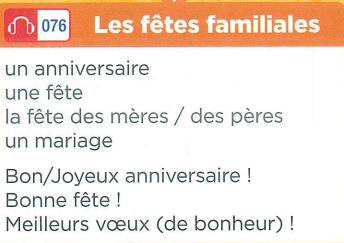 076 Les fêtes familiales
un anniversaire
une fête
la fête des mères / des pères
un mariage
Bon/Joyeux anniversaire !
Bonne fête !
Meilleurs vœux (de bonheur) !